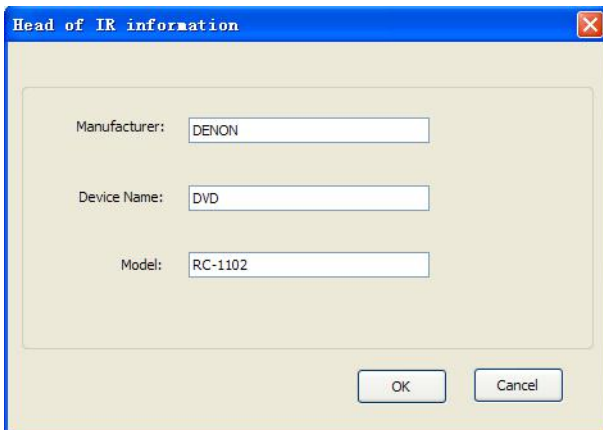 Head of IR information
Manufacturer: DENON
Device Name: DVD
Model: RC-1102
OK Cancel